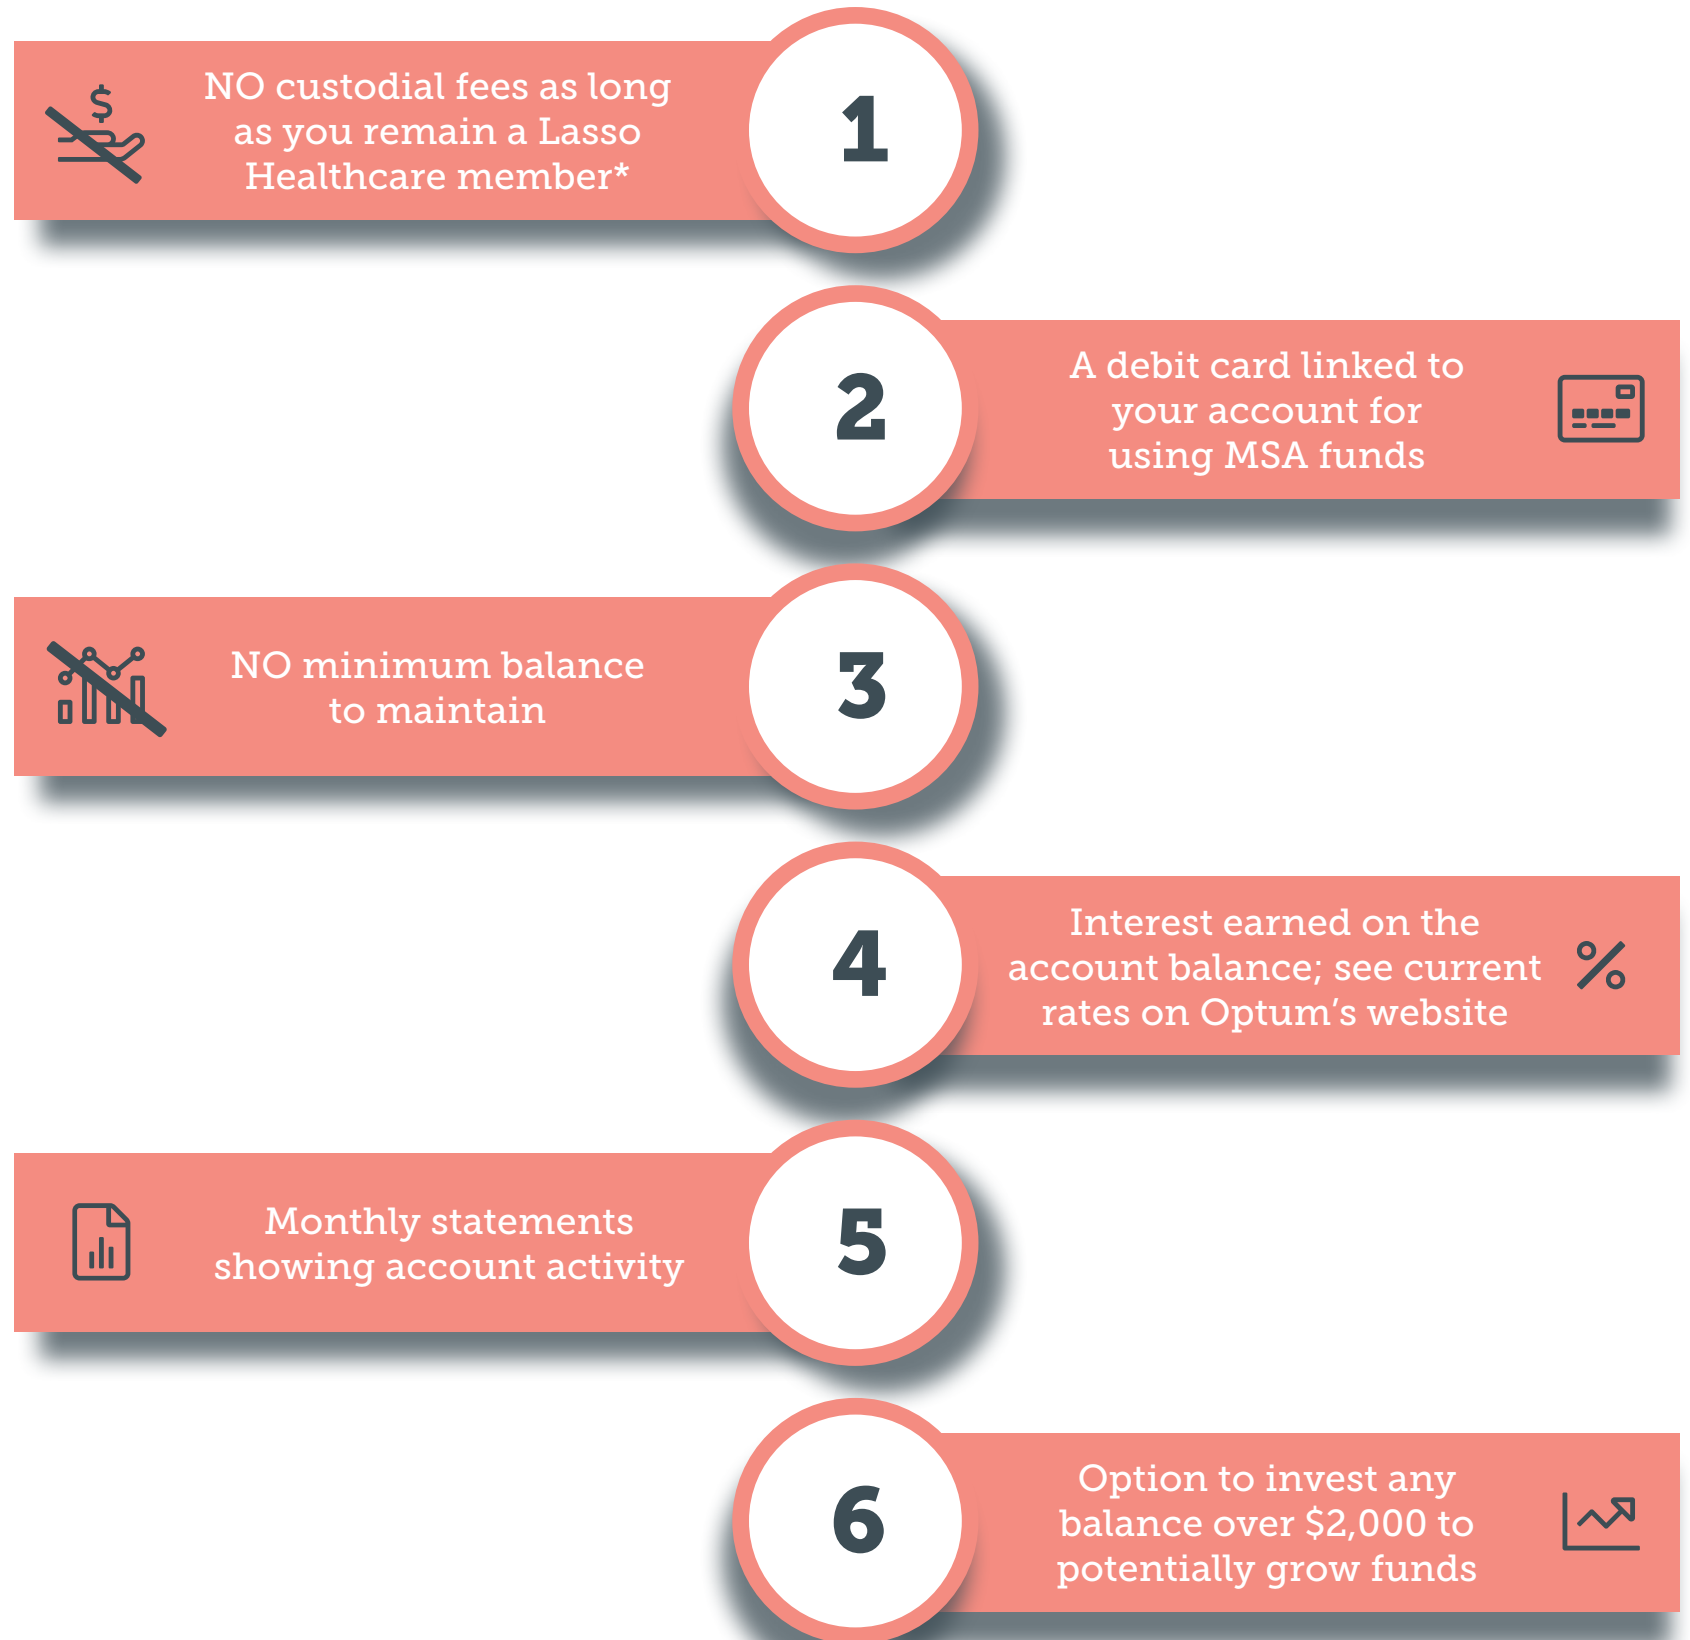 NO custodial fees as long
as you remain a Lasso
Healthcare member*
1
2
A debit card linked to
your account for
using MSA funds
NO minimum balance
to maintain
3
4
Interest earned on the
account balance; see current
rates on Optum’s website
%
Monthly statements
showing account activity
5
6
Option to invest any
balance over $2,000 to
potentially grow funds